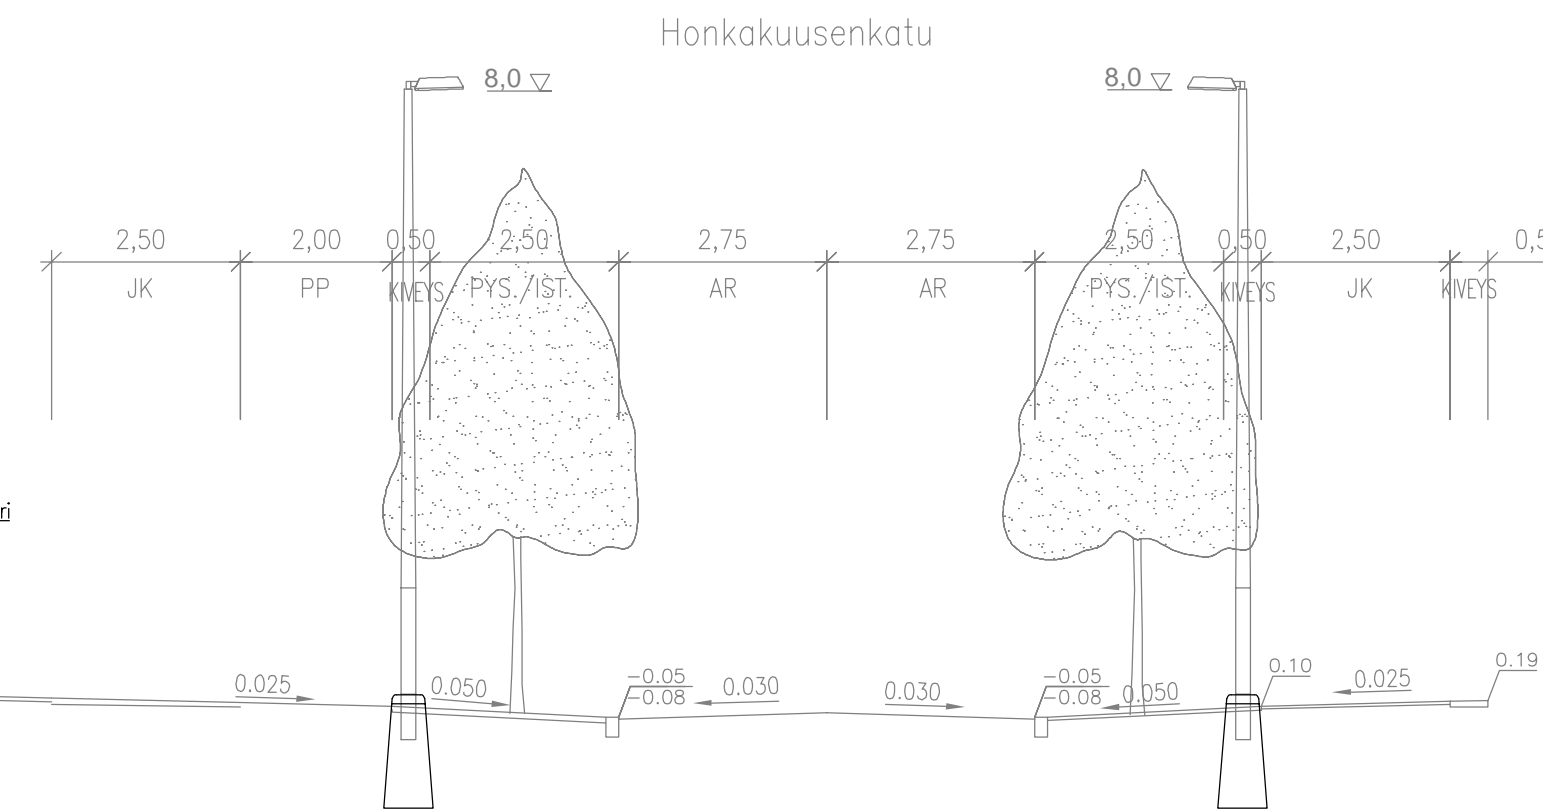 Honkakuusenkatu
8,0 8,0
2,50 2,00 0,50 2,50 2,75 2,75 2,50 0,50 2,50
JK PP KIVEYS PYS./IST. AR AR PYS./IST. KIVEYS JK KIVEYS
ri
0.025 0.050 -0.05 0.030 0.030 -0.05 0.050 0.10 0.025 0.19
-0.08 -0.08